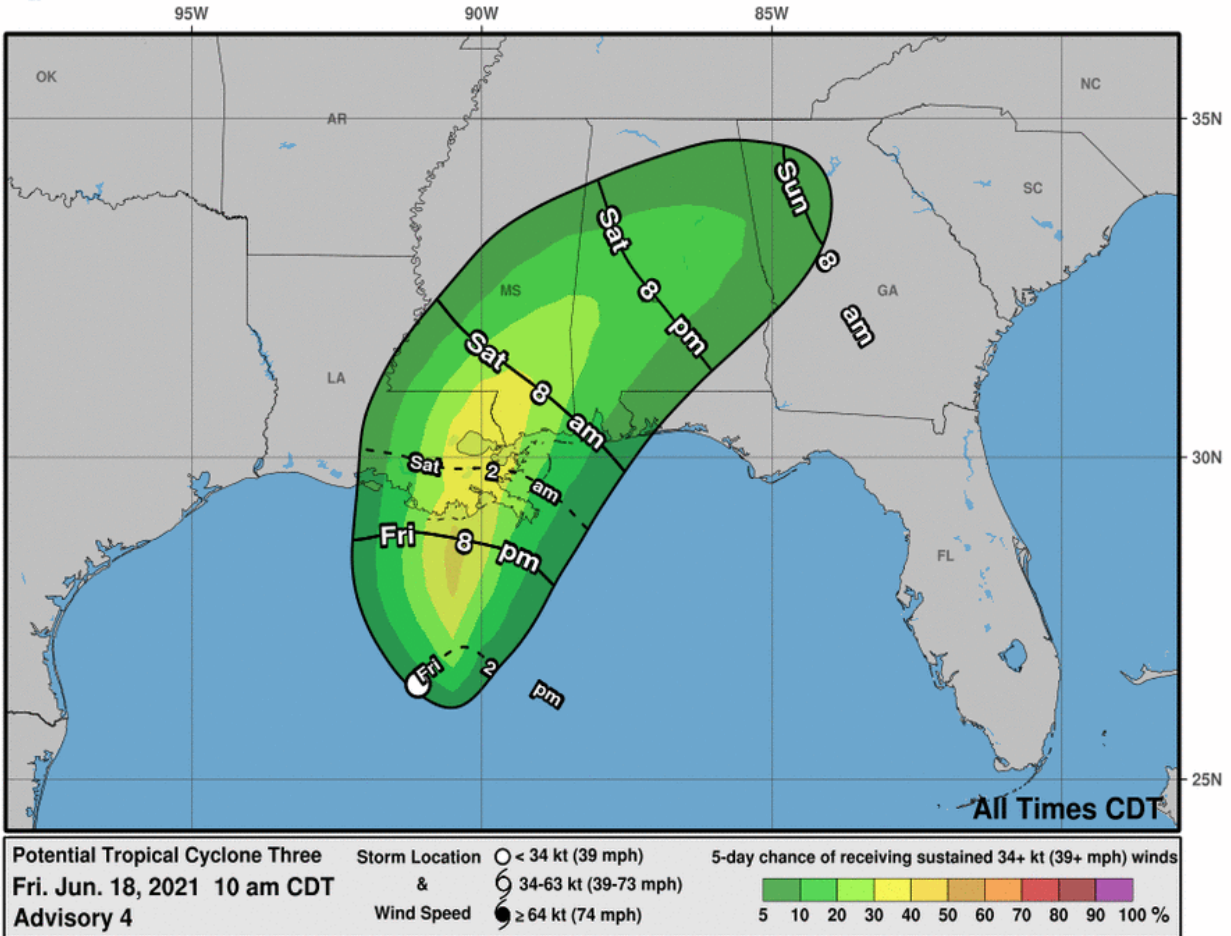 95W 90W 85W
OK
NC
AR
35N
SC
Sun
Sat
8
MS
8
GA
pm
am
Sat
LA
8
am
30N
Sat 2 am
Fri 8 pm
FL
Fri 2 pm
25N
All Times CDT
Potential Tropical Cyclone Three
Fri. Jun. 18, 2021 10 am CDT
Advisory 4
Storm Location
&
Wind Speed
< 34 kt (39 mph)
34-63 kt (39-73 mph)
≥ 64 kt (74 mph)
5-day chance of receiving sustained 34+ kt (39+ mph) winds
5 10 20 30 40 50 60 70 80 90 100 %